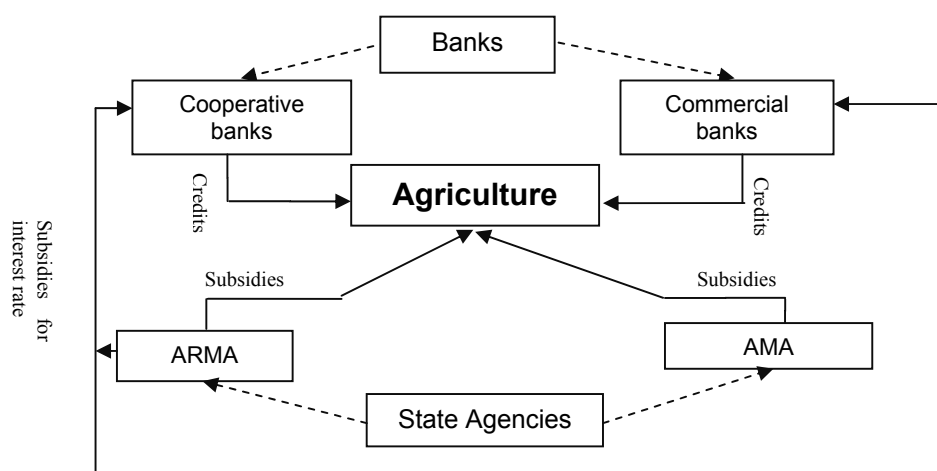 Banks
Cooperative
banks
Commercial
banks
Credits
Agriculture
Credits
Subsidies for
interest rate
Subsidies
Subsidies
ARMA
AMA
State Agencies